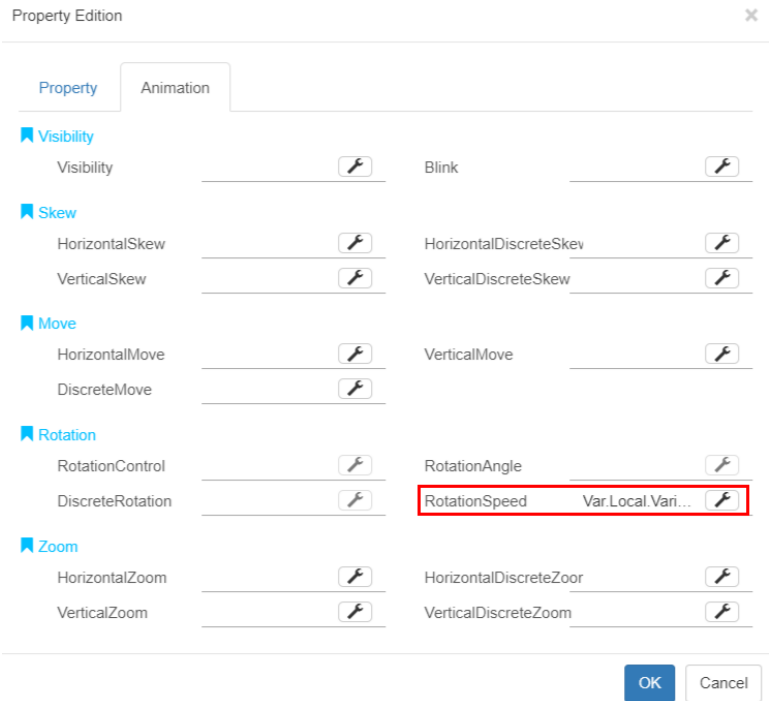 Property Edition
Property Animation
Visibility
Visibility Blink
Skew
HorizontalSkew HorizontalDiscreteSkew
VerticalSkew VerticalDiscreteSkew
Move
HorizontalMove VerticalMove
DiscreteMove
Rotation
RotationControl RotationAngle
DiscreteRotation RotationSpeed Var.Local.Vari...
Zoom
HorizontalZoom HorizontalDiscreteZoor
VerticalZoom VerticalDiscreteZoom
OK Cancel